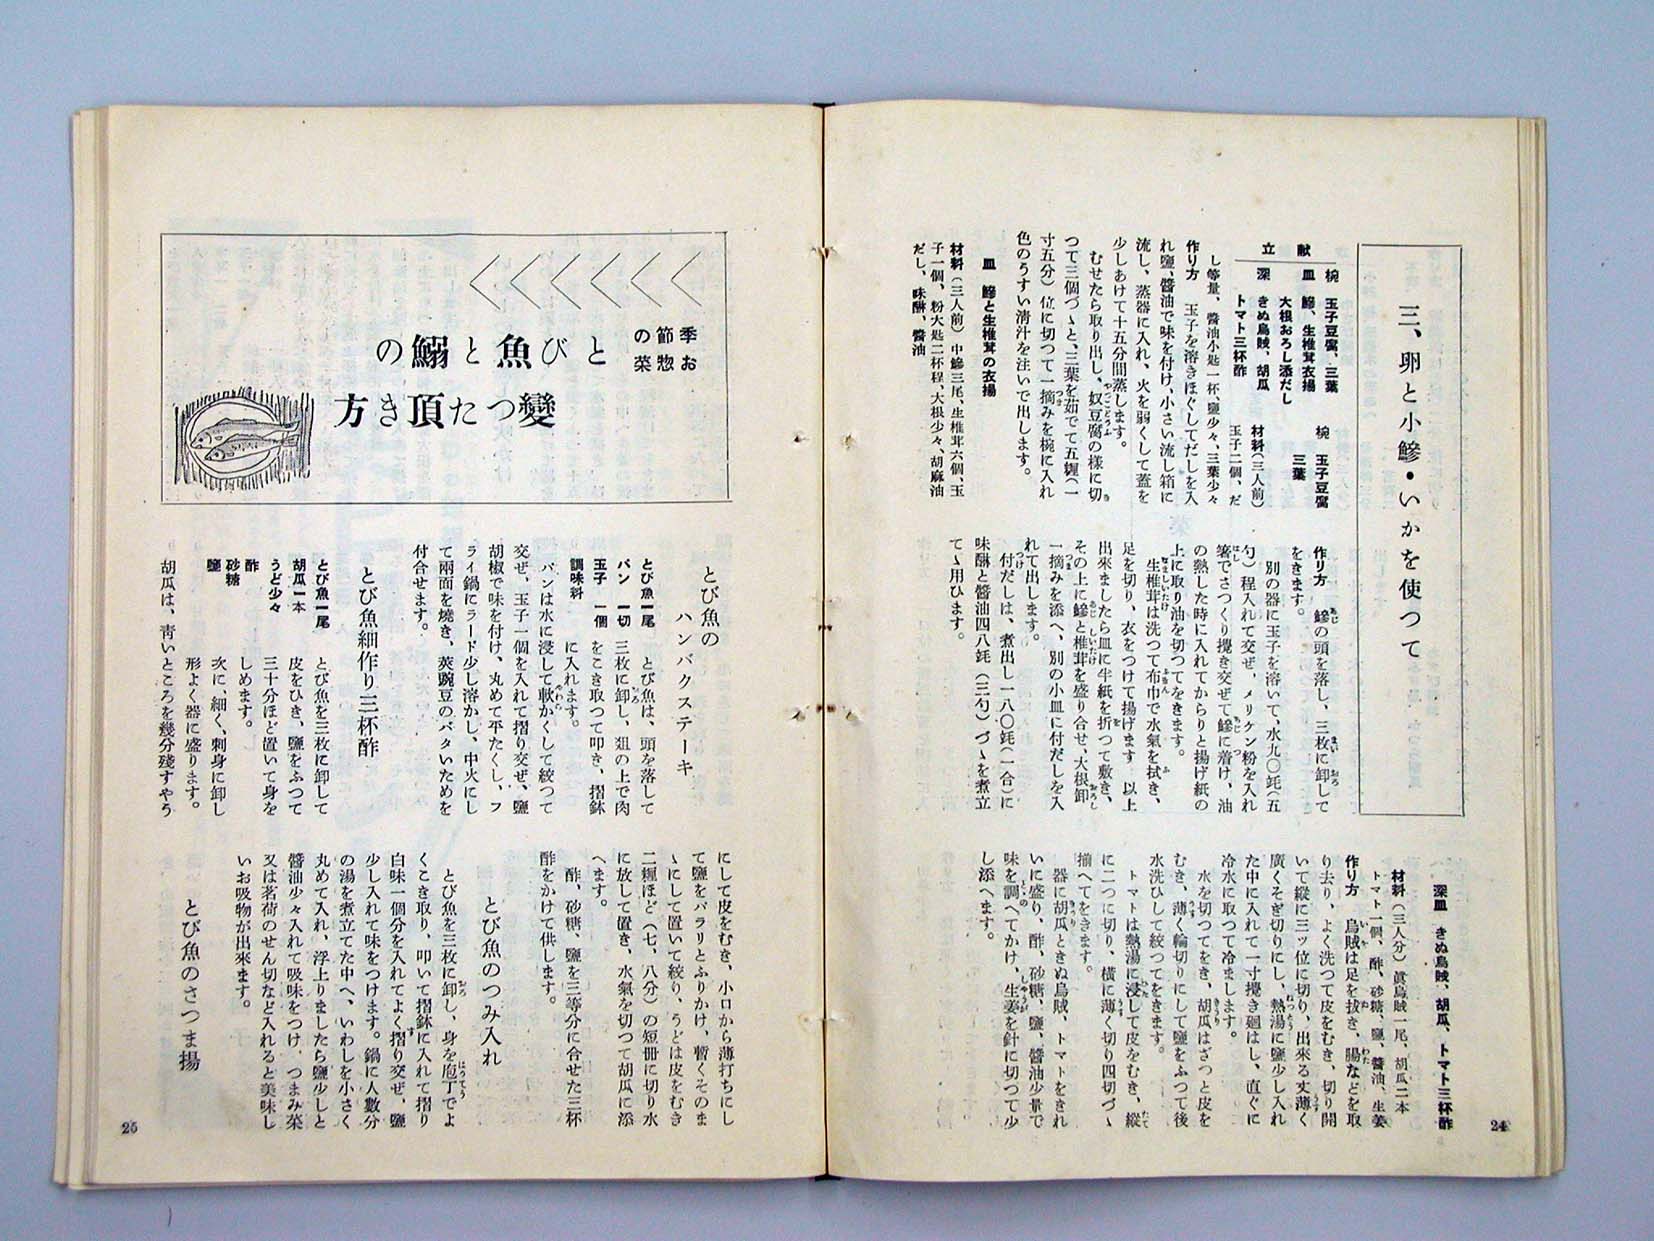 三、卵と小鰺・いかを使つて
献立
椀　玉子豆腐、三葉
皿　鰺、生椎茸衣揚
大根おろし添だし
深　きぬ烏賊、胡瓜
トマト三杯酢
椀　玉子豆腐
三葉
材料(三人前)
玉子二個、だ
し等量、醬油小匙一杯、鹽少々、三葉少々
作り方　玉子を溶きほぐしてだしを入
れ鹽、醬油で味を付け、小さい流し箱に
流し、蒸器に入れ、火を弱くして蓋を
少しあけて十五分間蒸します。
むせたら取り出し、奴豆腐の様に切
つて三個づゝと、三葉を茹でて五糎(一
寸五分)位に切つて一摘みを椀に入れ
色のうすい淸汁を注いで出します。
皿　鰺と生椎茸の衣揚
材料(三人前)中鰺三尾、生椎茸六個、玉
子一個、粉大匙二杯程、大根少々、胡麻油
だし、味醂、醬油
作り方　鰺の頭を落し、三枚に卸して
をきます。
別の器に玉子を溶いて、水九〇竓(五
勺)程入れて交ぜ、メリケン粉を入れ
箸でさつくり攪き交ぜて鰺に着け、油
の熱した時に入れてからりと揚げ紙の
上に取り油を切つてをきます。
生椎茸は洗つて布巾で水氣を拭き、
足を切り、衣をつけて揚げます　以上
出來ましたら皿に半紙を折つて敷き、
その上に鰺と椎茸を盛り合せ、大根卸
一摘みを添へ、別の小皿に付だしを入
れて出します。
付だしは、煮出し一八〇竓(一合)に
味醂と醬油四八竓(三勺)づゝを煮立
てゝ用ひます。
深皿　きぬ烏賊、胡瓜、トマト三杯酢
材料(三人分)眞烏賊一尾、胡瓜二本
トマト一個、酢、砂糖、鹽、醬油、生姜
作り方　烏賊は足を拔き、腸などを取
り去り、よく洗つて皮をむき、切り開
いて縱に三ッ位に切り、出來る丈薄く
廣くそぎ切りにし、熱湯に鹽少し入れ
た中に入れて一寸攪き廻はし、直ぐに
冷水に取つて冷まします。
水を切つてをき、胡瓜はざつと皮を
むき、薄く輪切りにして鹽をふつて後
水洗ひして絞つてをきます。
トマトは熱湯に浸して皮をむき、縱
に二つに切り、橫に薄く切り四切づゝ
揃へてをきます。
器に胡瓜ときぬ烏賊、トマトをきれ
いに盛り、酢、砂糖、鹽、醬油少量で
味を調へてかけ、生姜を針に切つて少
し添へます。
24
季節のお惣菜
とび魚と鰯の
變つた頂き方
とび魚の
ハンバクステーキ
とび魚一尾
パン　一切
玉子　一個
調味料
とび魚は、頭を落して
三枚に卸し、俎の上で肉
をこき取つて叩き、摺鉢
に入れます。
パンは水に浸して軟かくして絞つて
交ぜ、玉子一個を入れて摺り交ぜ、鹽
胡椒で味を付け、丸めて平たくし、フ
ライ鍋にラード少し溶かし、中火にし
て兩面を燒き、莢豌豆のバタいためを
付合せます。
とび魚細作り三杯酢
とび魚一尾
胡瓜一本
うど少々
酢
砂糖
鹽
とび魚を三枚に卸して
皮をひき、鹽をふつて
三十分ほど置いて身を
しめます。
次に、細く、刺身に卸し
形よく器に盛ります。
胡瓜は、靑いところを幾分殘すやう
にして皮をむき、小口から薄打ちにし
て鹽をパラリとふりかけ、暫くそのま
ゝにして置いて絞り、うどは皮をむき
二糎ほど(七、八分)の短冊に切り水
に放して置き、水氣を切つて胡瓜に添
へます。
酢、砂糖、鹽を三等分に合せた三杯
酢をかけて供します。
とび魚のつみ入れ
とび魚を三枚に卸し、身を庖丁でよ
くこき取り、叩いて摺鉢に入れて摺り
白味一個分を入れてよく摺り交ぜ、鹽
少し入れて味をつけます。鍋に人數分
の湯を煮立てた中へ、いわしを小さく
丸めて入れ、浮上りましたら鹽少しと
醬油少々入れて吸味をつけ、つまみ菜
又は茗荷のせん切など入れると美味し
いお吸物が出來ます。
とび魚のさつま揚
25